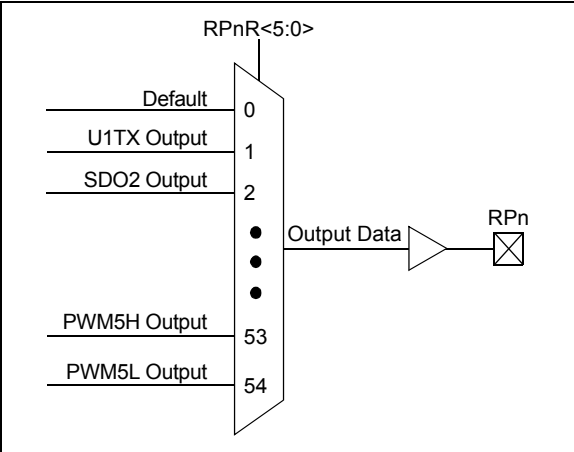 RPnR<5:0>
Default
0
U1TX Output
1
SDO2 Output
2
Output Data
RPn
PWM5H Output
53
PWM5L Output
54